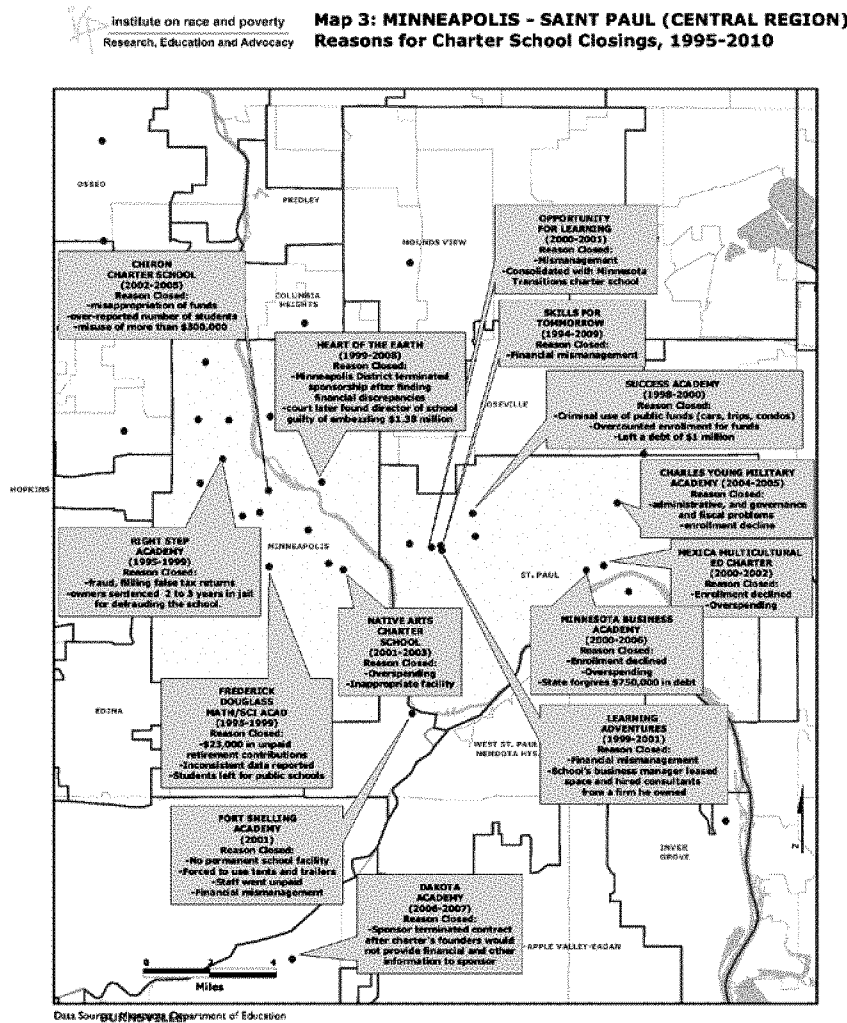 institute on race and poverty
Research, Education and Advocacy
Map 3: MINNEAPOLIS - SAINT PAUL (CENTRAL REGION)
Reasons for Charter School Closings, 1995-2010
OSSEO
FRIDLEY
MOUNDS VIEW
OPPORTUNITY
FOR LEARNING
(2000-2001)
Reason Closed:
-Mismanagement
-Consolidated with Minnesota
Transitions charter school
CHIRON
CHARTER SCHOOL
Reason Closed:
-misappropriation of funds
-over-reported number of students
-misuse of more than $300,000
COLUMBIA
HEIGHTS
SKILLS FOR
TOMMORROW
(1994-2009)
Reason Closed:
-Financial mismanagement
HEART OF THE EARTH
(1999-2008)
Reason Closed:
-Minneapolis District terminated
sponsorship after finding
financial discrepancies
-court later found director of school
guilty of embezzling $1.38 million
OSEVILLE
SUCCESS ACADEMY
(1998-2000)
Reason Closed:
-Criminal use of public funds (cars, trips, condos)
-Overcounted enrollment for funds
-Left a debt of $1 million
CHARLES YOUNG MILITARY
ACADEMY (2004-2005)
Reason Closed:
-administrative, and governance
and fiscal problems
-enrollment decline
HOPKINS
RIGHT STEP
ACADEMY
(1995-1999)
Reason Closed:
-fraud, filling false tax returns
-owners sentenced 2 to 3 years in jail
for defrauding the school.
MINNEAPOLIS
ST. PAUL
MEXICA MULTICULTURAL
ED CHARTER
(2000-2002)
Reason Closed:
-Enrollment declined
-Overspending
NATIVE ARTS
CHARTER
SCHOOL
(2001-2003)
Reason Closed:
-Overspending
-Inappropriate facility
MINNESOTA BUSINESS
ACADEMY
(2000-2006)
Reason Closed:
-Enrollment declined
-Overspending
-State forgives $750,000 in debt
FREDERICK
DOUGLASS
MATH/SCI ACAD
Reason Closed:
-$23,000 in unpaid
retirement contributions
-Inconsistent data reported
-Students left for public schools
EDINA
WEST ST. PAUL
MENDOTA HTS.
LEARNING
ADVENTURES
(1999-2001)
Reason Closed:
-Financial mismanagement
-School's business manager leased
space and hired consultants
from a firm he owned
FORT SNELLING
ACADEMY
(2001)
Reason Closed:
-No permanent school facility
-Forced to use tents and trailers
-Staff went unpaid
-Financial mismanagement
INVER
GROVE
N
DAKOTA
ACADEMY
(2006-2007)
Reason Closed:
-Sponsor terminated contract
after charter's founders would
not provide financial and other
information to sponsor
APPLE VALLEY-EAGAN
0 2 4
Miles
Data Source: Minnesota Department of Education
BURNSVILLE